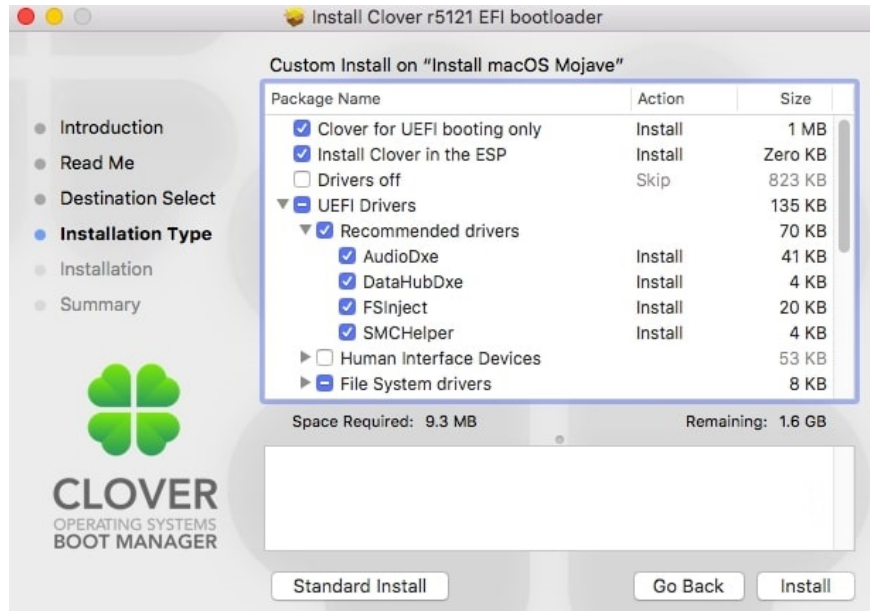 Install Clover r5121 EFI bootloader
Custom Install on “Install macOS Mojave”
Introduction
Read Me
Destination Select
Installation Type
Installation
Summary
Package Name Action Size
Clover for UEFI booting only Install 1 MB
Install Clover in the ESP Install Zero KB
Drivers off Skip 823 KB
UEFI Drivers 135 KB
Recommended drivers 70 KB
AudioDxe Install 41 KB
DataHubDxe Install 4 KB
FSInject Install 20 KB
SMCHelper Install 4 KB
Human Interface Devices 53 KB
File System drivers 8 KB
Space Required: 9.3 MB Remaining: 1.6 GB
CLOVER
OPERATING SYSTEMS
BOOT MANAGER
Standard Install Go Back Install